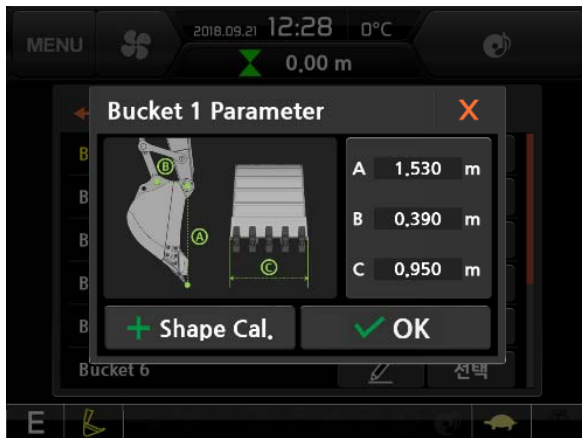 2018.09.21 12:28 0°C
MENU
0,00 m
Bucket 1 Parameter X
B
A 1,530 m
B
B
A
B
B 0,390 m
B
C
B
C 0,950 m
B
+ Shape Cal.
OK
Bucket 6 선택
E